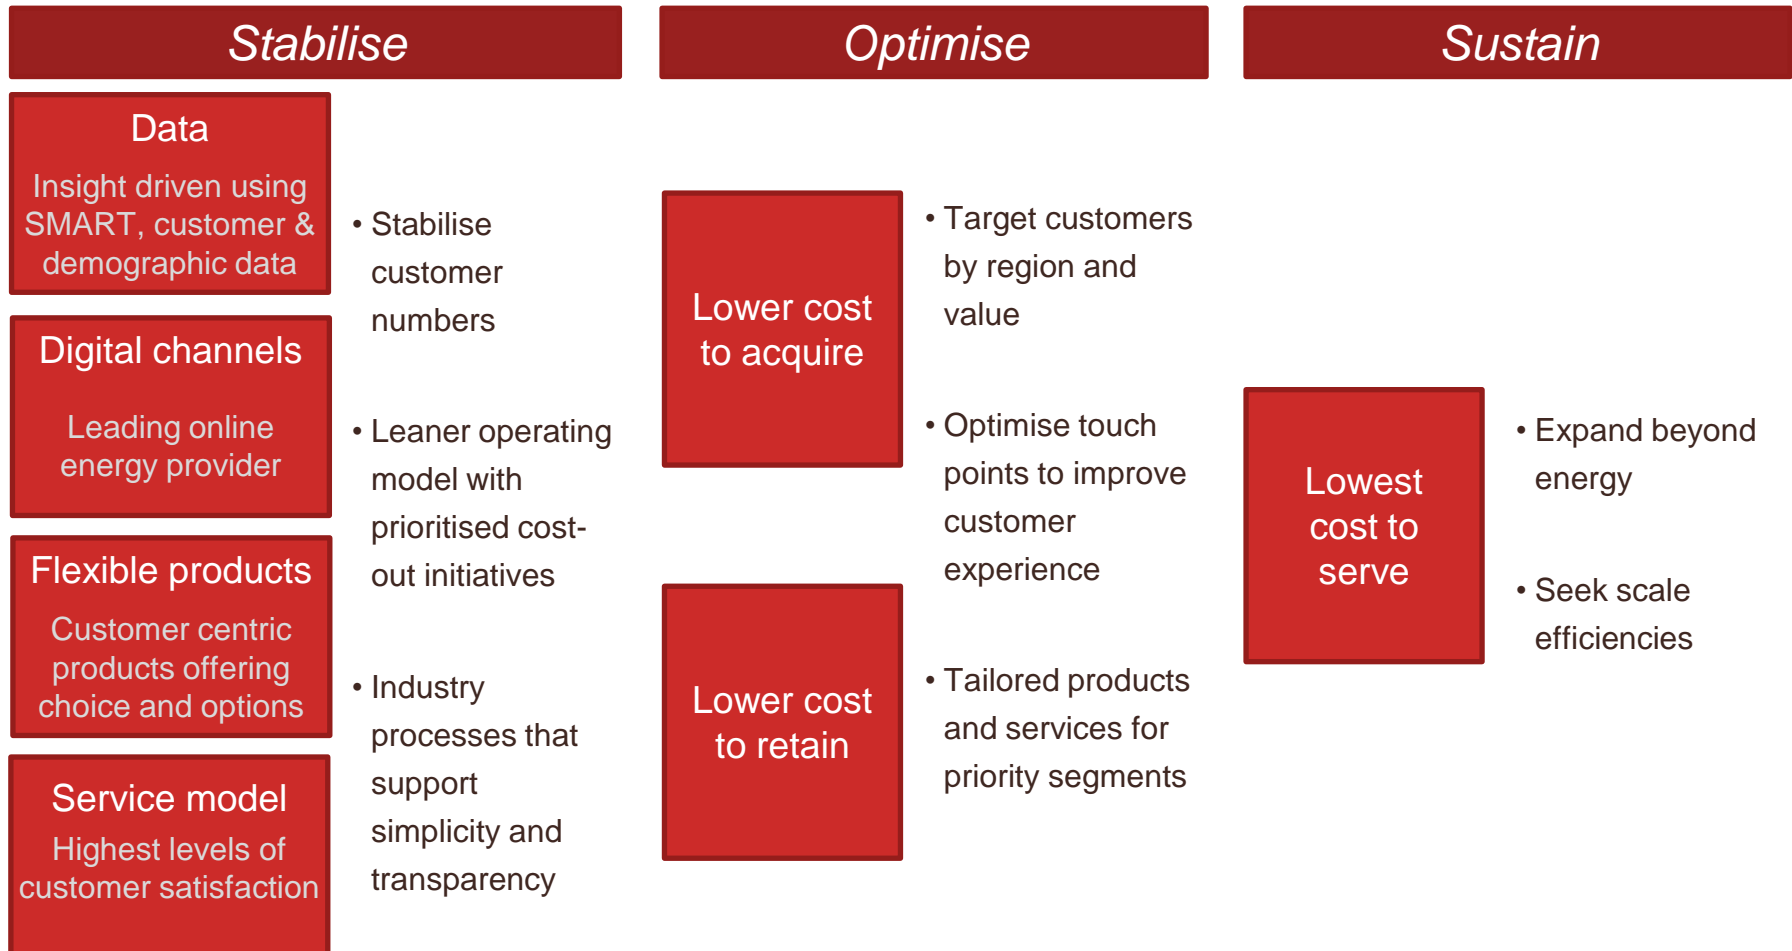 Stabilise
Optimise
Sustain
Data
Insight driven using
SMART, customer &
demographic data
Digital channels
Leading online
energy provider
Flexible products
Customer centric
products offering
choice and options
Service model
Highest levels of
customer satisfaction
• Stabilise
customer
numbers
• Leaner operating
model with
prioritised cost-
out initiatives
• Industry
processes that
support
simplicity and
transparency
Lower cost
to acquire
Lower cost
to retain
• Target customers
by region and
value
• Optimise touch
points to improve
customer
experience
• Tailored products
and services for
priority segments
Lowest
cost to
serve
• Expand beyond
energy
• Seek scale
efficiencies